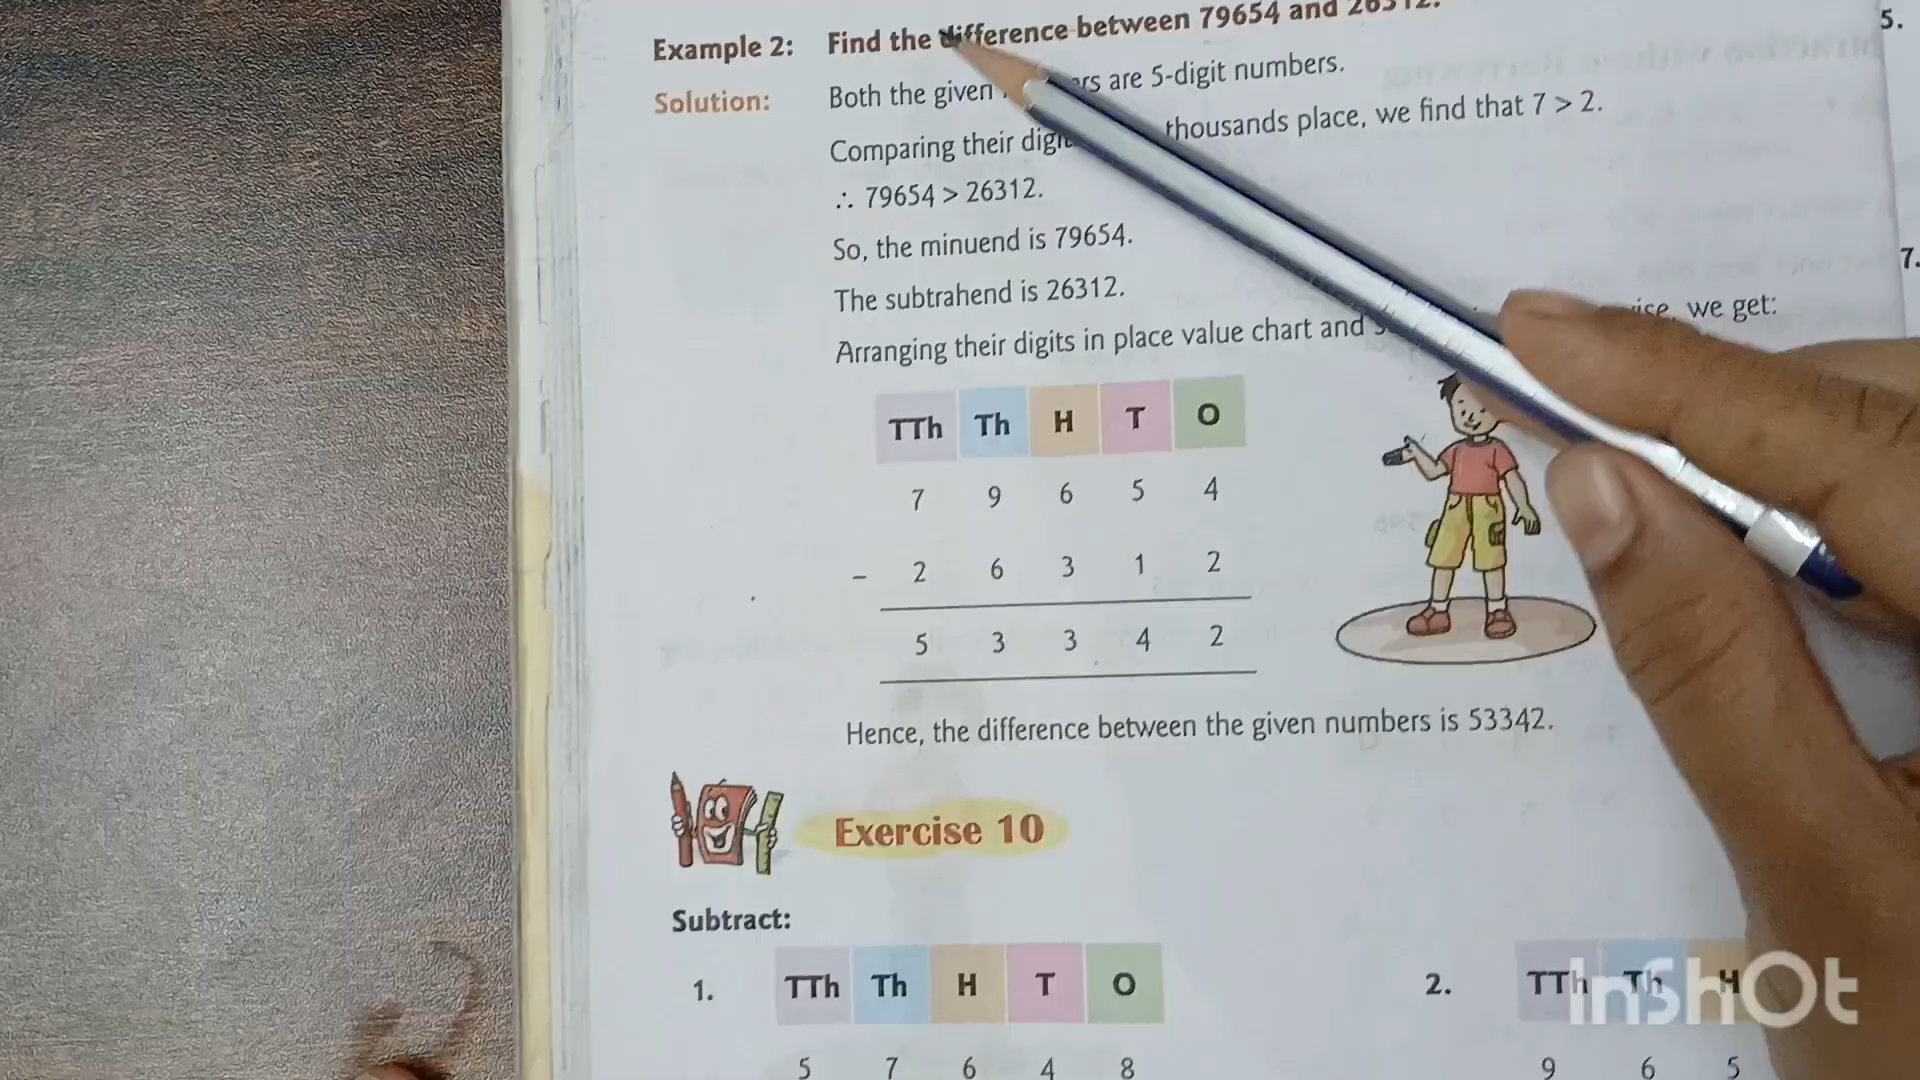 Example 2: Find the difference between 79654 and 26312.
5.
Solution: Both the given are 5-digit numbers.
Comparing their thousands place, we find that 7 > 2.
∴ 79654 > 26312.
So, the minuend is 79654.
7.
The subtrahend is 26312.
Arranging their digits in place value chart and we get:
TTh Th H T O
7 9 6 5 4
- 2 6 3 1 2
5 3 3 4 2
Hence, the difference between the given numbers is 53342.
Exercise 10
Subtract:
1. TTh Th H T O
2. TTh Th H
5 7 6 4 8
9 6 5
InShOt